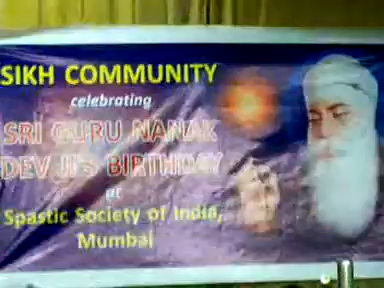 SIKH COMMUNITY
celebrating
SRI GURU NANAK
DEV JI's BIRTHDAY
at
Spastic Society of India,
Mumbai